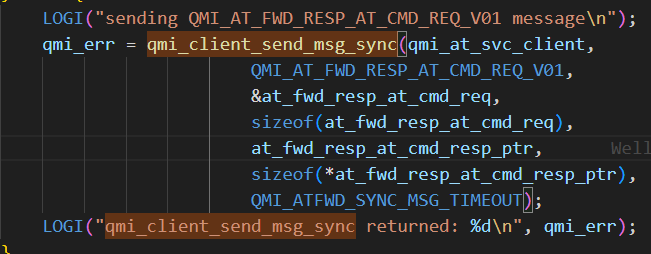 LOGI("sending QMI_AT_FWD_RESP_AT_CMD_REQ_V01 message\n");
qmi_err = qmi_client_send_msg_sync(qmi_at_svc_client,
QMI_AT_FWD_RESP_AT_CMD_REQ_V01,
&at_fwd_resp_at_cmd_req,
sizeof(at_fwd_resp_at_cmd_req),
at_fwd_resp_at_cmd_resp_ptr, Well
sizeof(*at_fwd_resp_at_cmd_resp_ptr),
QMI_ATFWD_SYNC_MSG_TIMEOUT);
LOGI("qmi_client_send_msg_sync returned: %d\n", qmi_err);